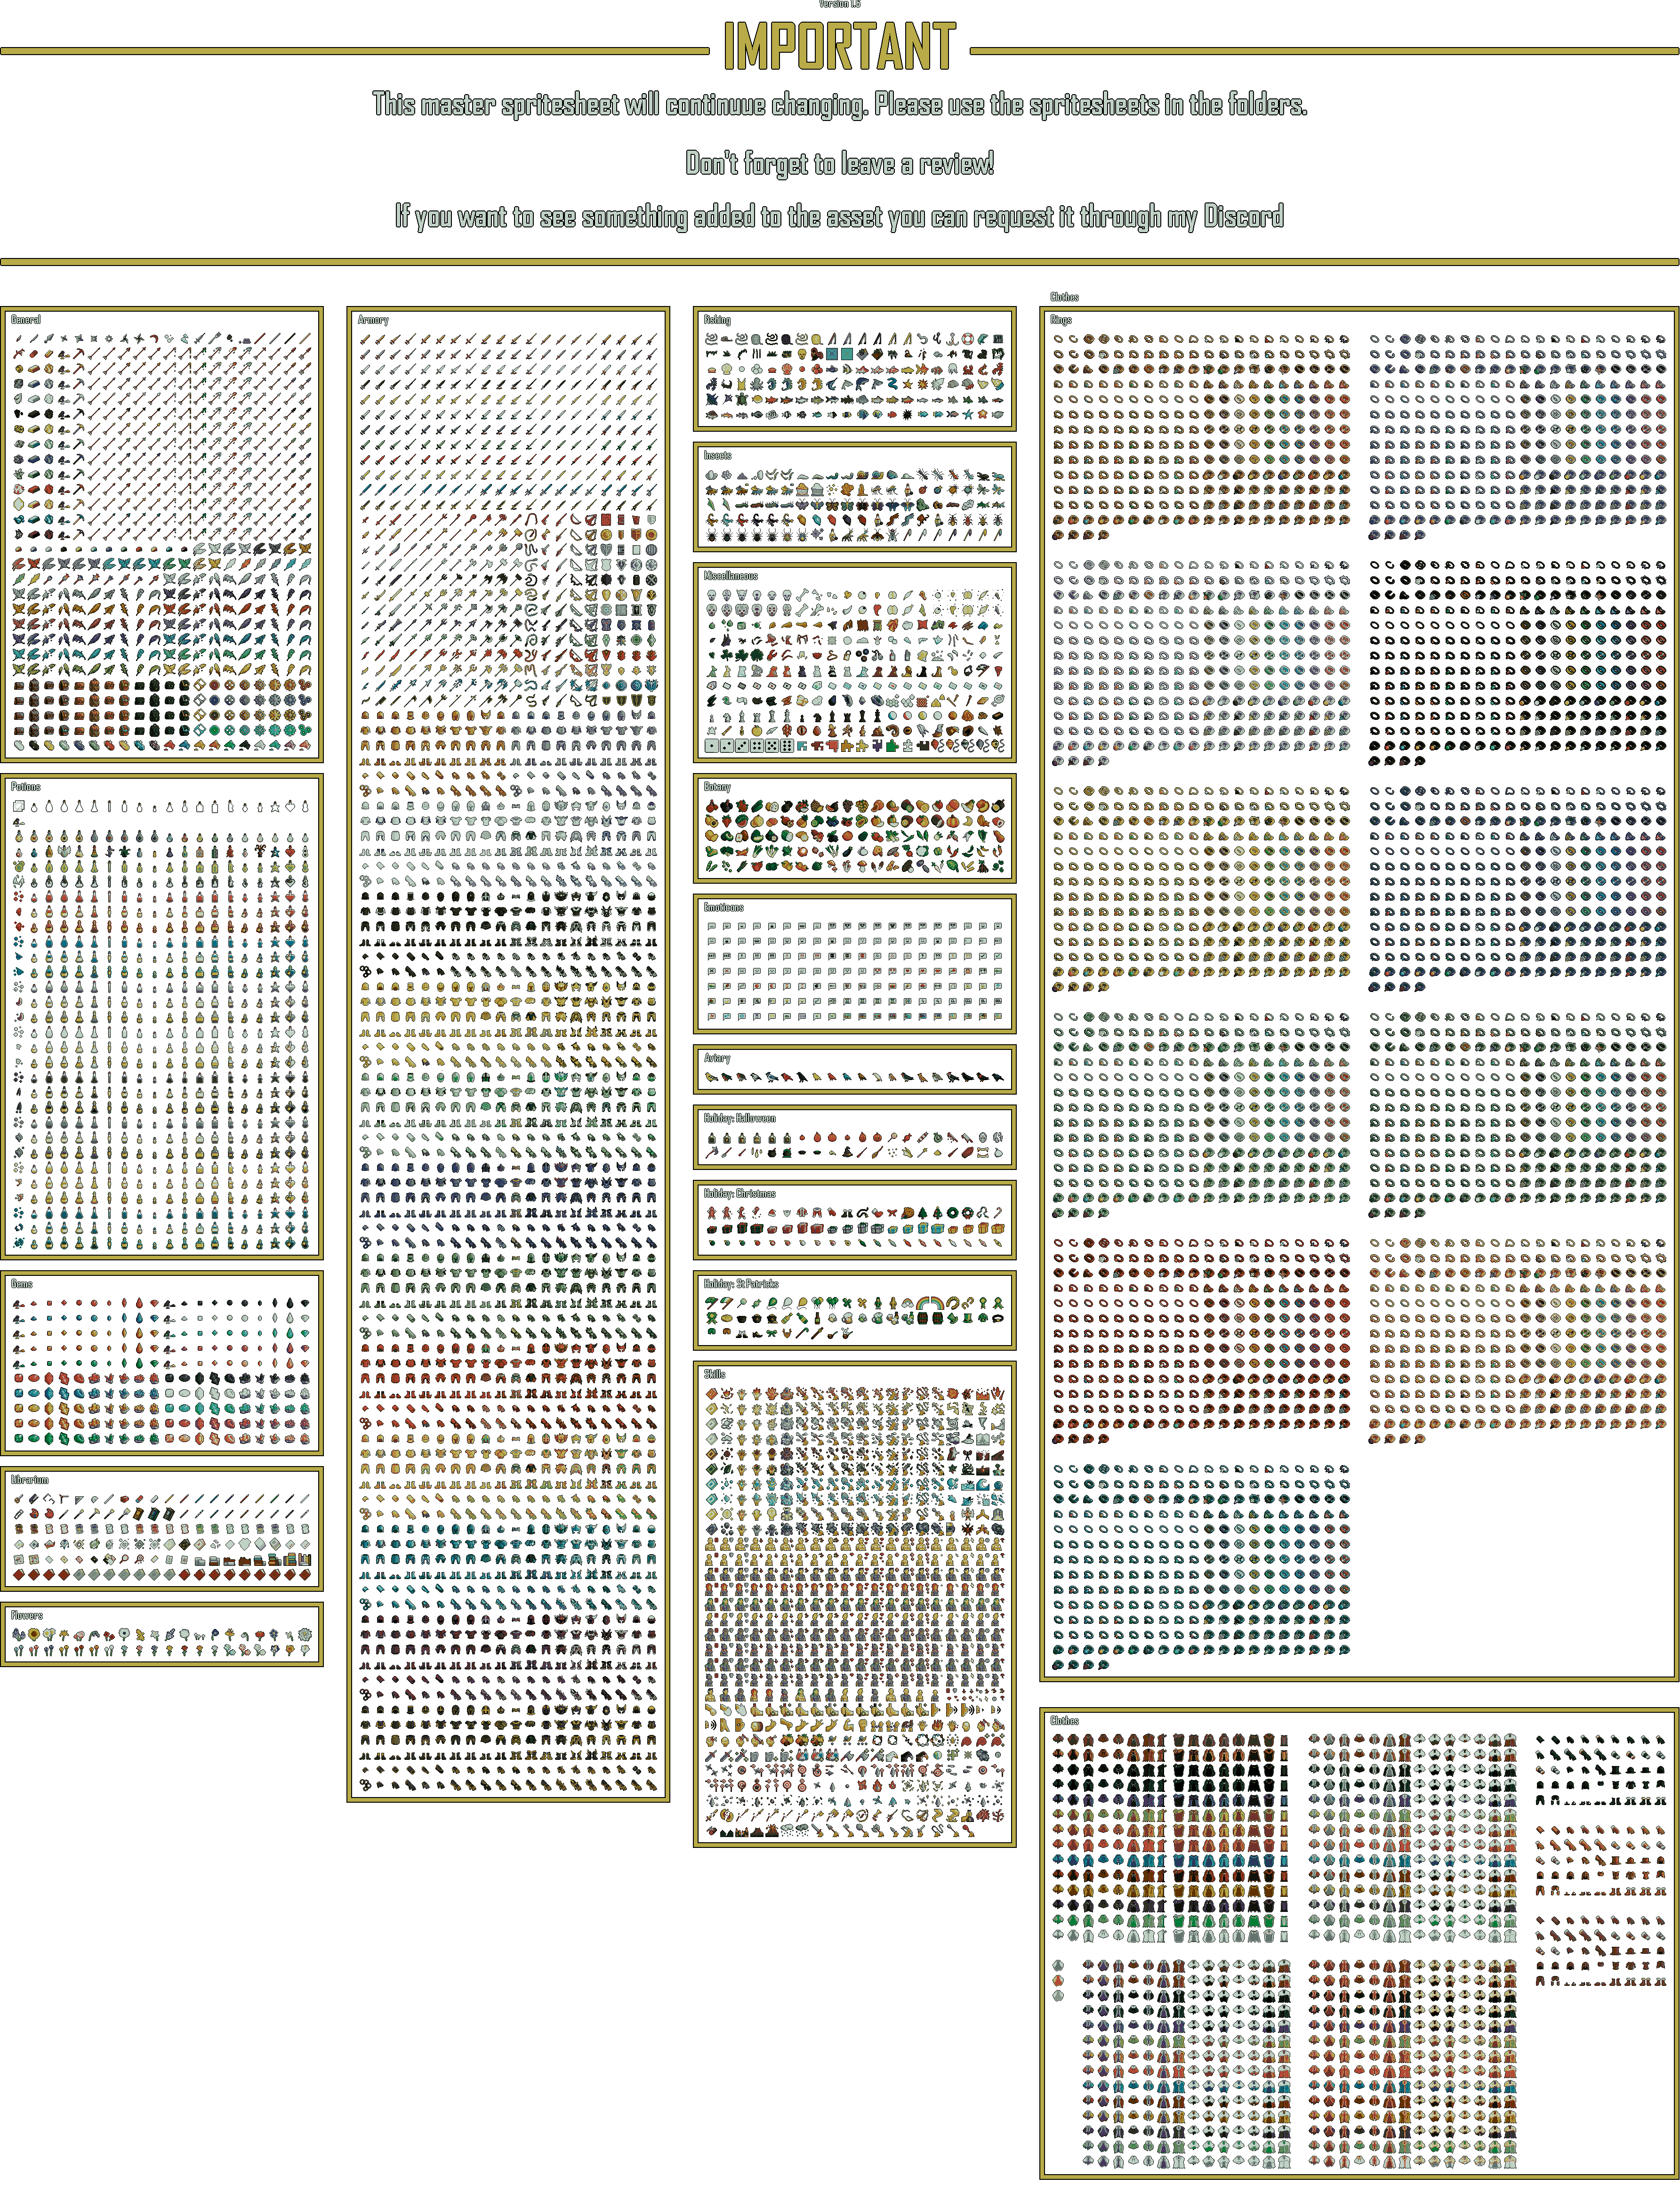 Version 1.5
IMPORTANT
This master spritesheet will continuue changing. Please use the spritesheets in the folders.
Don't forget to leave a review!
If you want to see something added to the asset you can request it through my Discord
General
Potions
Gems
Librarium
Flowers
Armory
Fishing
Insects
Miscellaneous
Botany
Emoticons
Aviary
Holiday: Halloween
Holiday: Christmas
Holiday: St Patricks
Skills
Clothes
Rings
Clothes